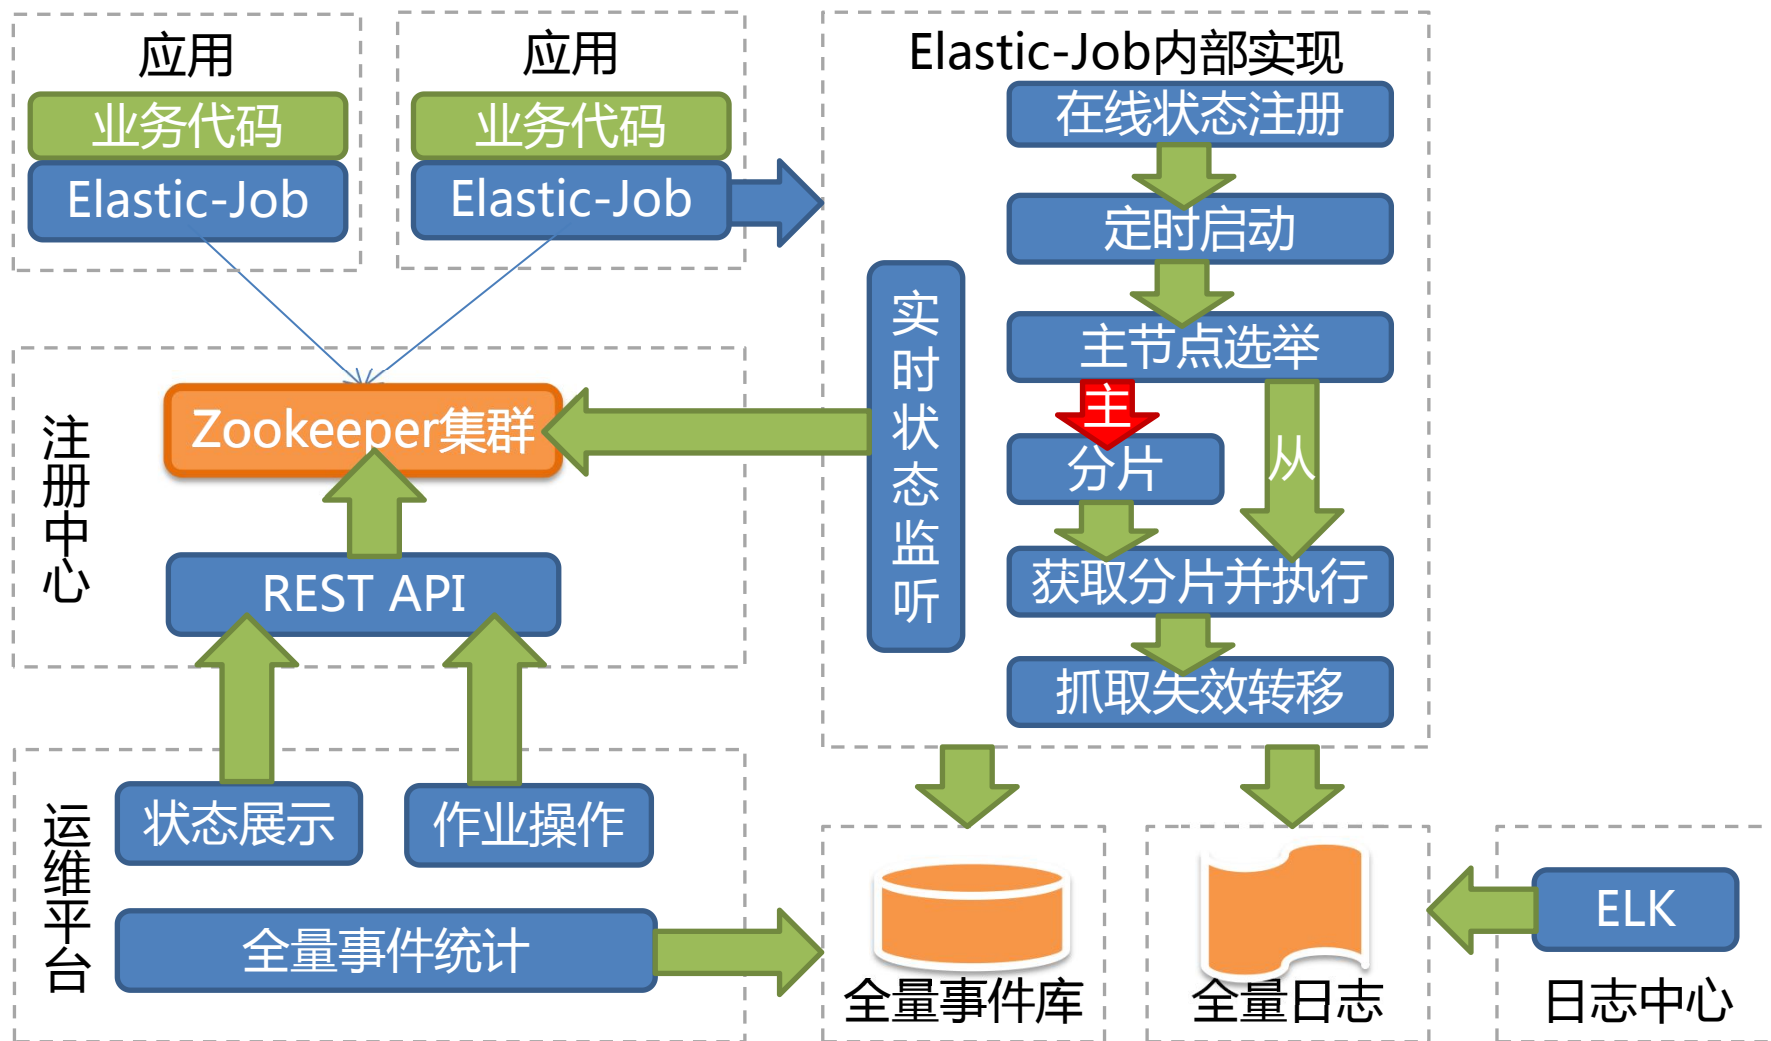 应用
业务代码
Elastic-Job
应用
业务代码
Elastic-Job
Elastic-Job内部实现
在线状态注册
定时启动
主节点选举
主
从
分片
获取分片并执行
抓取失效转移
实时状态监听
注册中心
Zookeeper集群
REST API
运维平台
状态展示
作业操作
全量事件统计
全量事件库
全量日志
ELK
日志中心